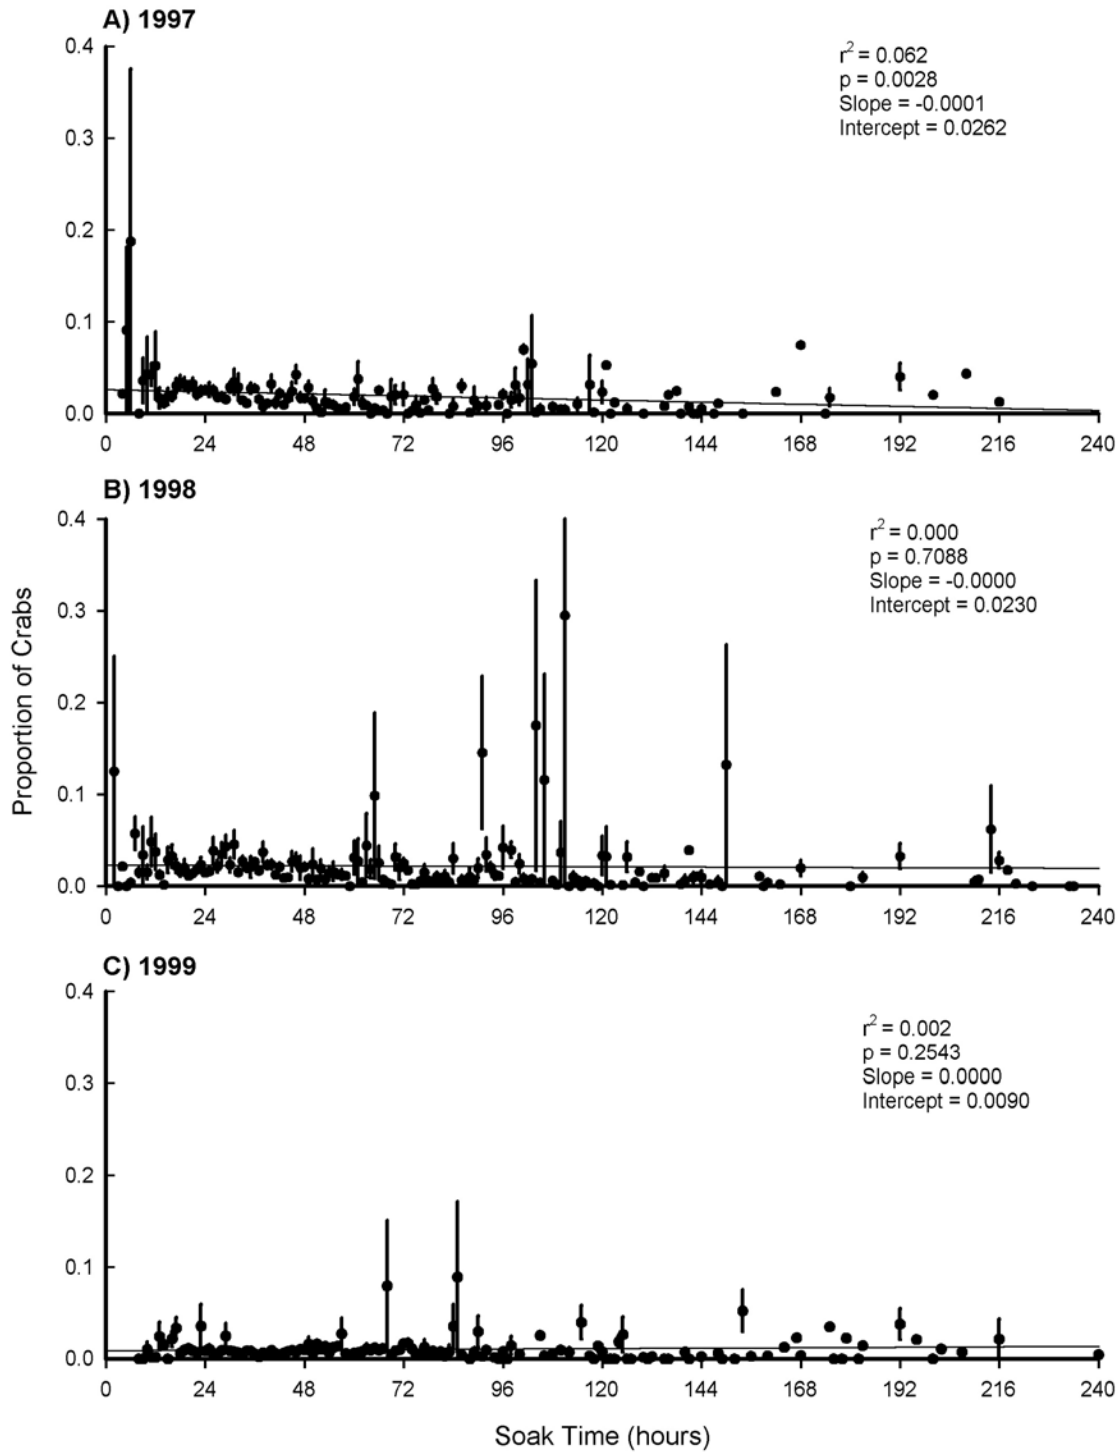 A) 1997
r² = 0.062
p = 0.0028
Slope = -0.0001
Intercept = 0.0262
0.4
0.3
0.2
0.1
0.0
0 24 48 72 96 120 144 168 192 216 240
B) 1998
r² = 0.000
p = 0.7088
Slope = -0.0000
Intercept = 0.0230
0.4
0.3
0.2
0.1
0.0
0 24 48 72 96 120 144 168 192 216 240
Proportion of Crabs
C) 1999
r² = 0.002
p = 0.2543
Slope = 0.0000
Intercept = 0.0090
0.4
0.3
0.2
0.1
0.0
0 24 48 72 96 120 144 168 192 216 240
Soak Time (hours)